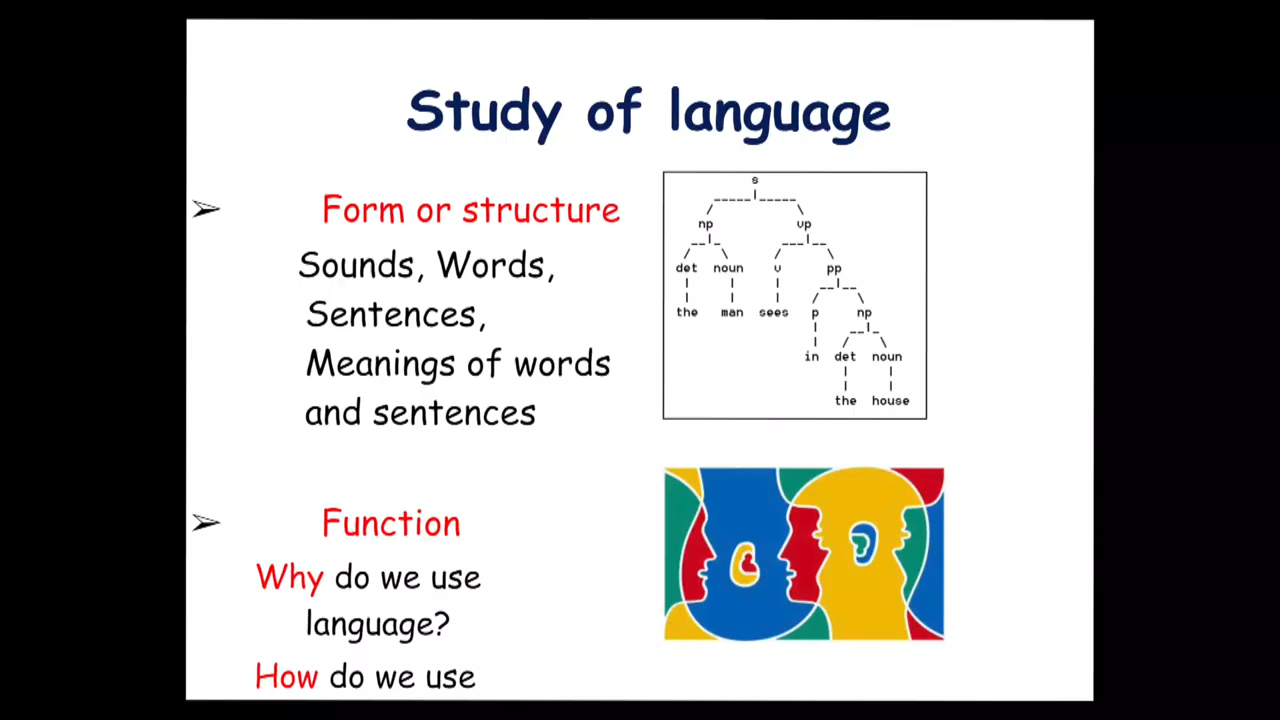 Study of language
Form or structure
Sounds, Words,
Sentences,
Meanings of words
and sentences
Function
Why do we use
language?
How do we use
s
np vp
det noun v pp
the man sees p np
in det noun
the house